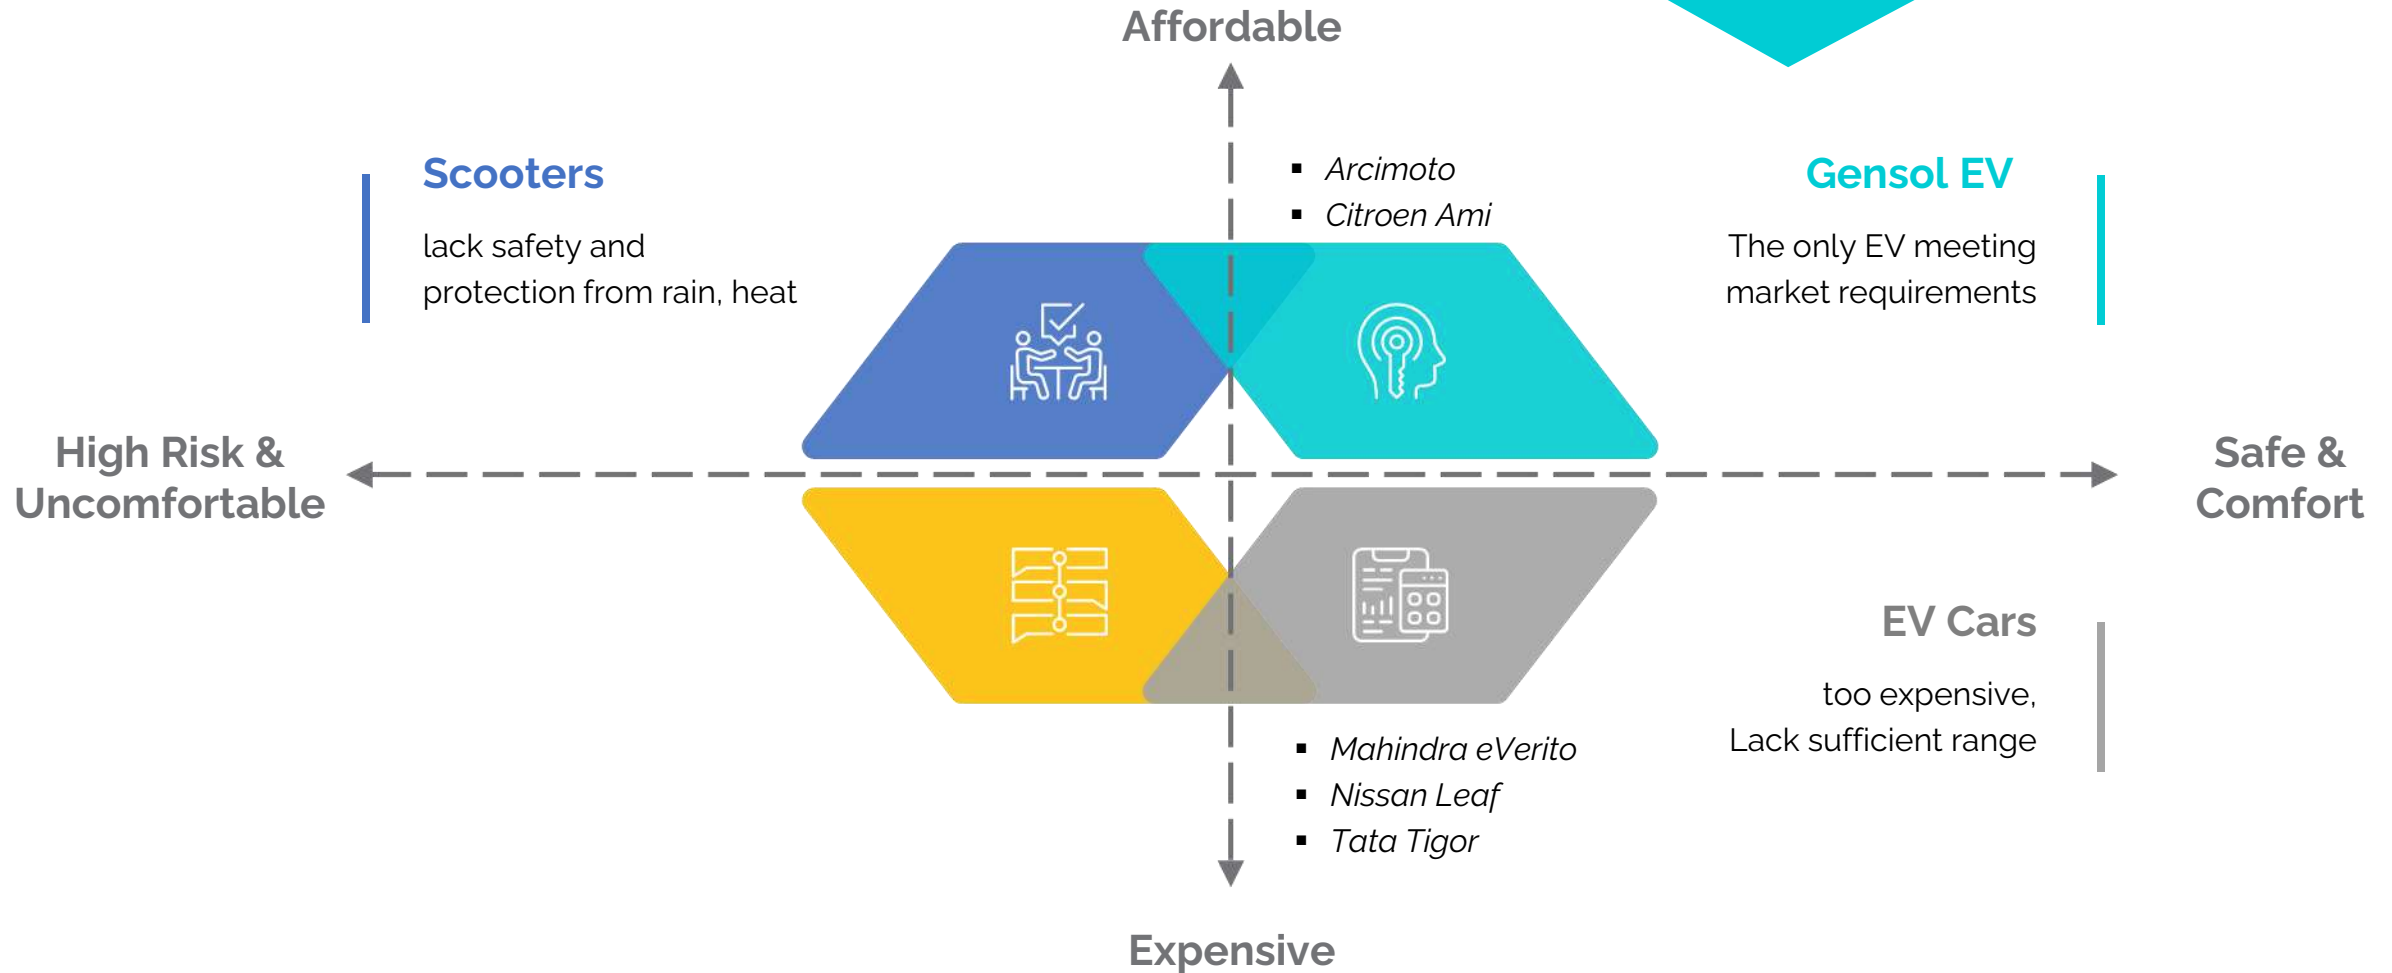 Affordable
Scooters
lack safety and
protection from rain, heat
▪ Arcimoto
▪ Citroen Ami
Gensol EV
The only EV meeting
market requirements
High Risk &
Uncomfortable
Safe &
Comfort
EV Cars
too expensive,
Lack sufficient range
▪ Mahindra eVerito
▪ Nissan Leaf
▪ Tata Tigor
Expensive